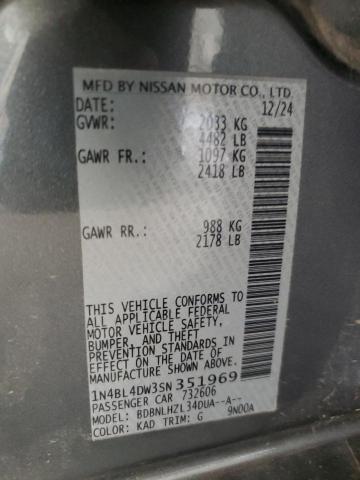 MFD BY NISSAN MOTOR CO., LTD.
DATE: 12/24
GVWR: 2033 KG
4482 LB
GAWR FR.: 1097 KG
2418 LB
GAWR RR.: 988 KG
2178 LB
THIS VEHICLE CONFORMS TO
ALL APPLICABLE FEDERAL
MOTOR VEHICLE SAFETY,
BUMPER, AND THEFT
PREVENTION STANDARDS IN
EFFECT ON THE DATE OF
MANUFACTURE SHOWN ABOVE.
1N4BL4DW3SN351969
PASSENGER CAR 732606
MODEL: BDBNLHZL34DUA--A--
COLOR: KAD TRIM: G 9N00A